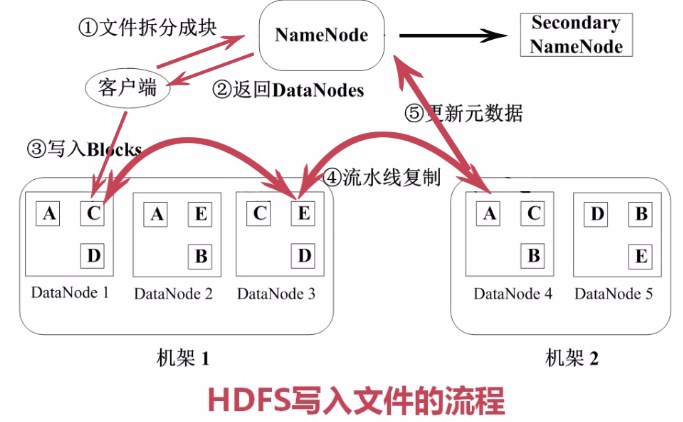 ①文件拆分成块
NameNode
Secondary
NameNode
客户端
②返回DataNodes
⑤更新元数据
③写入Blocks
④流水线复制
A C
D
DataNode 1
A E
B
DataNode 2
C E
D
DataNode 3
A C
B
DataNode 4
D B
E
DataNode 5
机架 1
机架 2
HDFS写入文件的流程